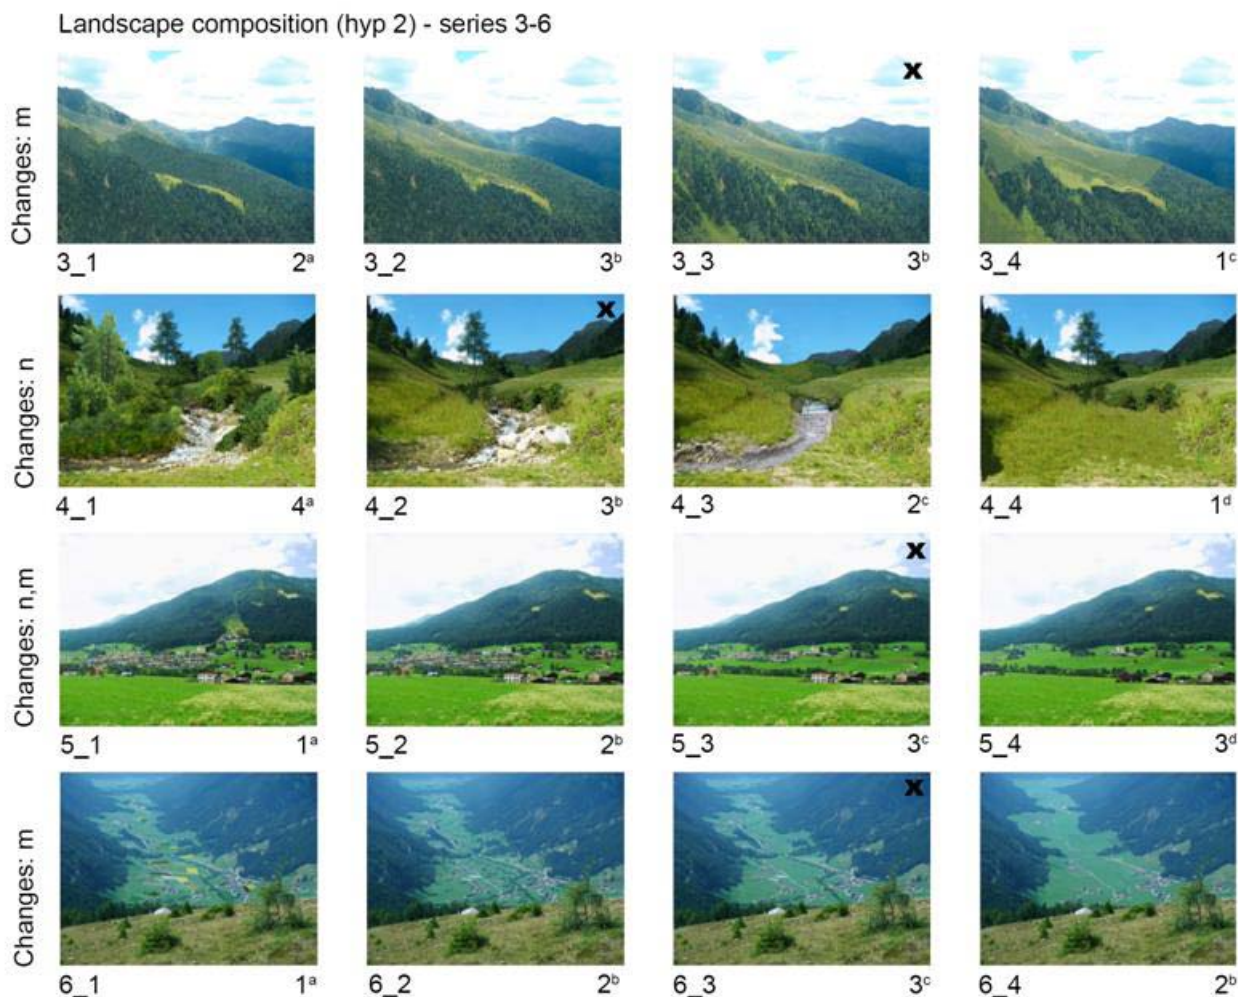 Landscape composition (hyp 2) - series 3-6
Changes: m
x
3_1 2ᵃ 3_2 3ᵇ 3_3 3ᵇ 3_4 1ᶜ
Changes: n
x
4_1 4ᵃ 4_2 3ᵇ 4_3 2ᶜ 4_4 1ᵈ
Changes: n,m
x
5_1 1ᵃ 5_2 2ᵇ 5_3 3ᶜ 5_4 3ᵈ
Changes: m
x
6_1 1ᵃ 6_2 2ᵇ 6_3 3ᶜ 6_4 2ᵇ